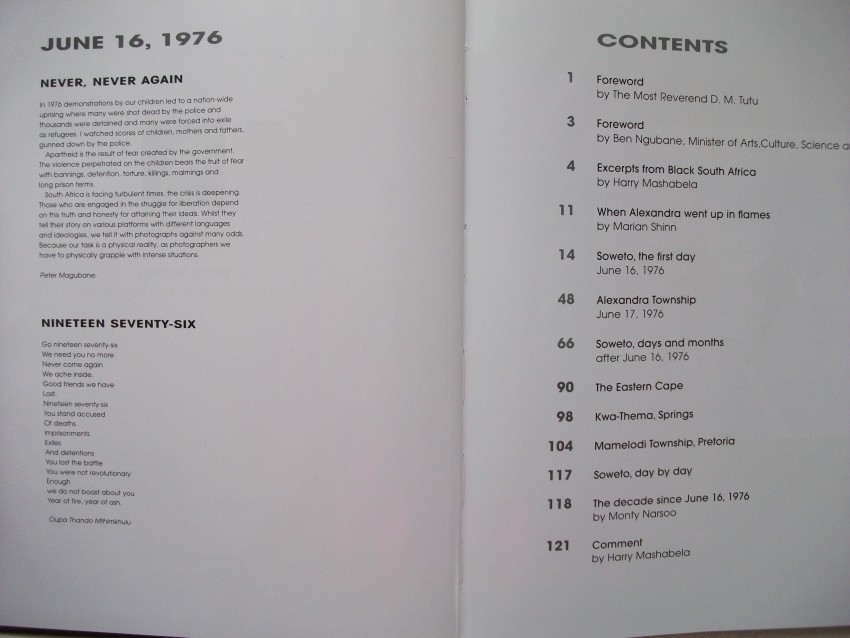 JUNE 16, 1976
NEVER, NEVER AGAIN
In 1976 demonstrations by our children led to a nation-wide
uprising where many were shot dead by the police and
thousands were detained and many were forced into exile
as refugees. I watched scores of children, mothers and fathers,
gunned down by the police.
Apartheid is the result of fear created by the government.
The violence perpetrated on the children bears the fruit of fear
with bannings, detention, torture, killings, maimings and
long prison terms.
South Africa is facing turbulent times, the crisis is deepening.
Those who are engaged in the struggle for liberation depend
on this truth and honesty for attaining their ideals. Whilst they
tell their story on various platforms with different languages
and ideologies, we tell it with photographs against many odds.
Because our task is a physical reality, as photographers we
have to physically grapple with intense situations.
Peter Magubane.
NINETEEN SEVENTY-SIX
Go nineteen seventy-six
We need you no more
Never come again
We ache inside.
Good friends we have
Lost.
Nineteen seventy-six
You stand accused
Of deaths
Imprisonments
Exiles
And detentions
You lost the battle
You were not revolutionary
Enough
we do not boast about you
Year of fire, year of ash.
Oupa Thando Mthimkhulu
CONTENTS
1 Foreword
by The Most Reverend D. M. Tutu
3 Foreword
by Ben Ngubane, Minister of Arts,Culture, Science a
4 Excerpts from Black South Africa
by Harry Mashabela
11 When Alexandra went up in flames
by Marian Shinn
14 Soweto, the first day
June 16, 1976
48 Alexandra Township
June 17, 1976
66 Soweto, days and months
after June 16, 1976
90 The Eastern Cape
98 Kwa-Thema, Springs
104 Mamelodi Township, Pretoria
117 Soweto, day by day
118 The decade since June 16, 1976
by Monty Narsoo
121 Comment
by Harry Mashabela